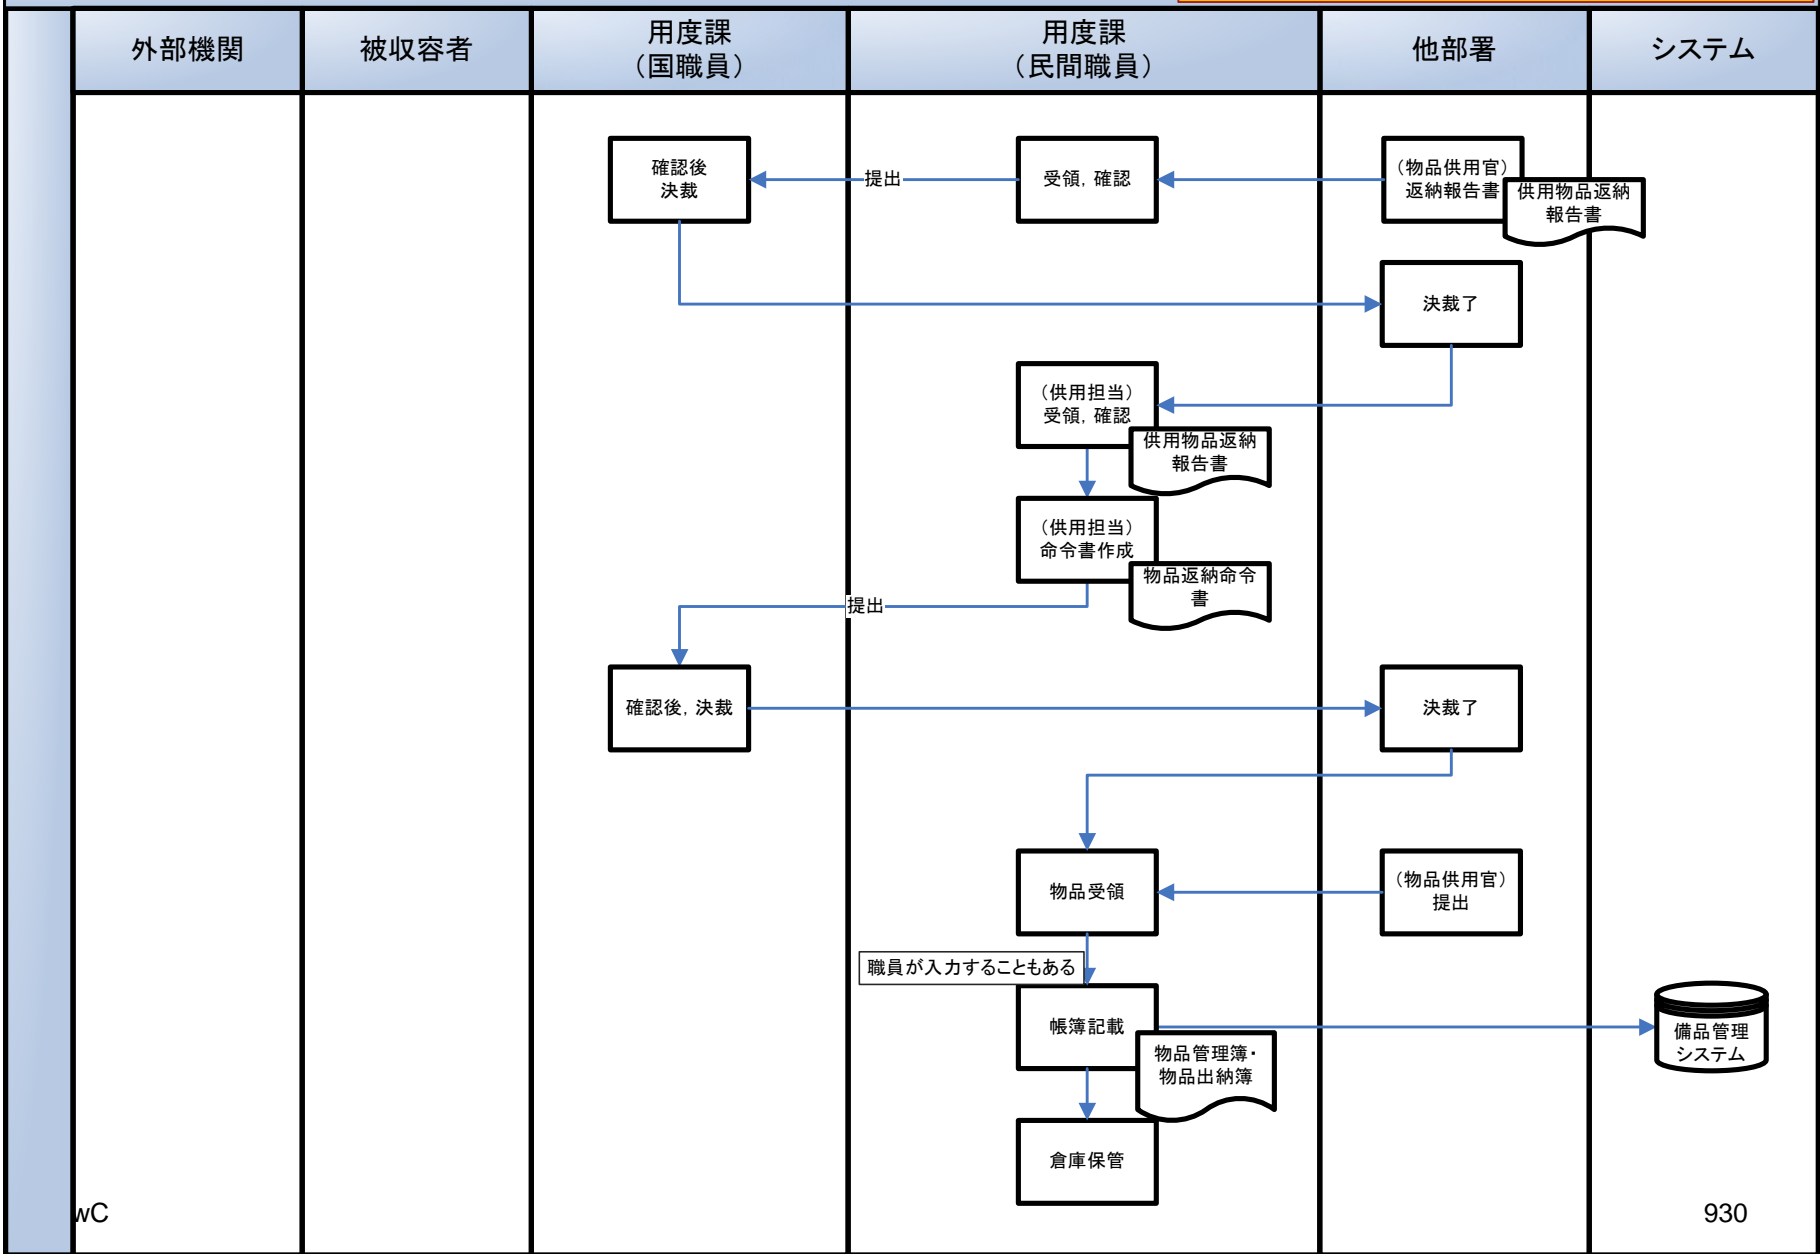 外部機関
被収容者
用度課
（国職員）
用度課
（民間職員）
他部署
システム
確認後
決裁
提出
受領，確認
（物品供用官）
返納報告書
供用物品返納
報告書
決裁了
（供用担当）
受領，確認
供用物品返納
報告書
（供用担当）
命令書作成
物品返納命令
書
提出
確認後，決裁
決裁了
物品受領
（物品供用官）
提出
職員が入力することもある
帳簿記載
物品管理簿・
物品出納簿
備品管理
システム
倉庫保管
wC
930